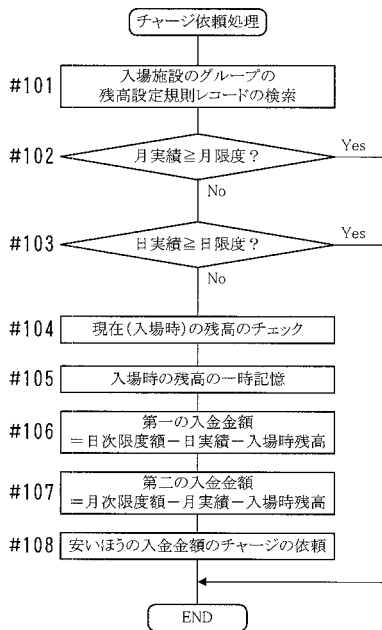 チャージ依頼処理
#101
入場施設のグループの
残高設定規則レコードの検索
#102
月実績≧月限度?
Yes
No
#103
日実績≧日限度?
Yes
No
#104
現在(入場時)の残高のチェック
#105
入場時の残高の一時記憶
#106
第一の入金金額
=日次限度額-日実績-入場時残高
#107
第二の入金金額
=月次限度額-月実績-入場時残高
#108
安いほうの入金金額のチャージの依頼
END